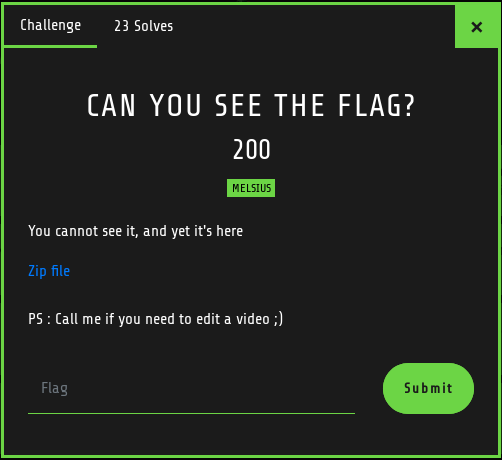 Challenge
23 Solves
×
CAN YOU SEE THE FLAG?
200
MELSIUS
You cannot see it, and yet it's here
Zip file
PS : Call me if you need to edit a video ;)
Flag
Submit